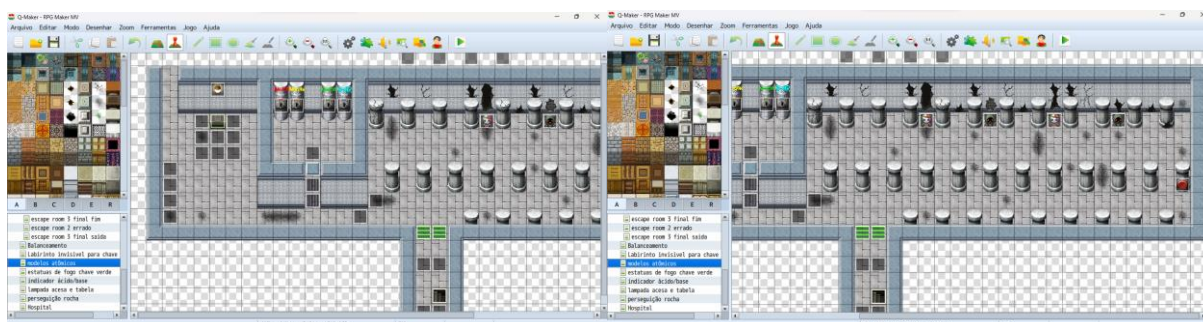 Q-Maker - RPG Maker MV
Arquivo Editar Modo Desenhar Zoom Ferramentas Jogo Ajuda
A B C D E R
escape room 3 final fim
escape room 2 errado
escape room 3 final saida
Balanceamento
Labirinto invisivel para chave
modelos atômicos
estatuas de fogo chave verde
indicador ácido/base
lampada acesa e tabela
perseguição rocha
Hospital
Q-Maker - RPG Maker MV
Arquivo Editar Modo Desenhar Zoom Ferramentas Jogo Ajuda
A B C D E R
escape room 3 final fim
escape room 2 errado
escape room 3 final saida
Balanceamento
Labirinto invisivel para chave
modelos atômicos
estatuas de fogo chave verde
indicador ácido/base
lampada acesa e tabela
perseguição rocha
Hospital